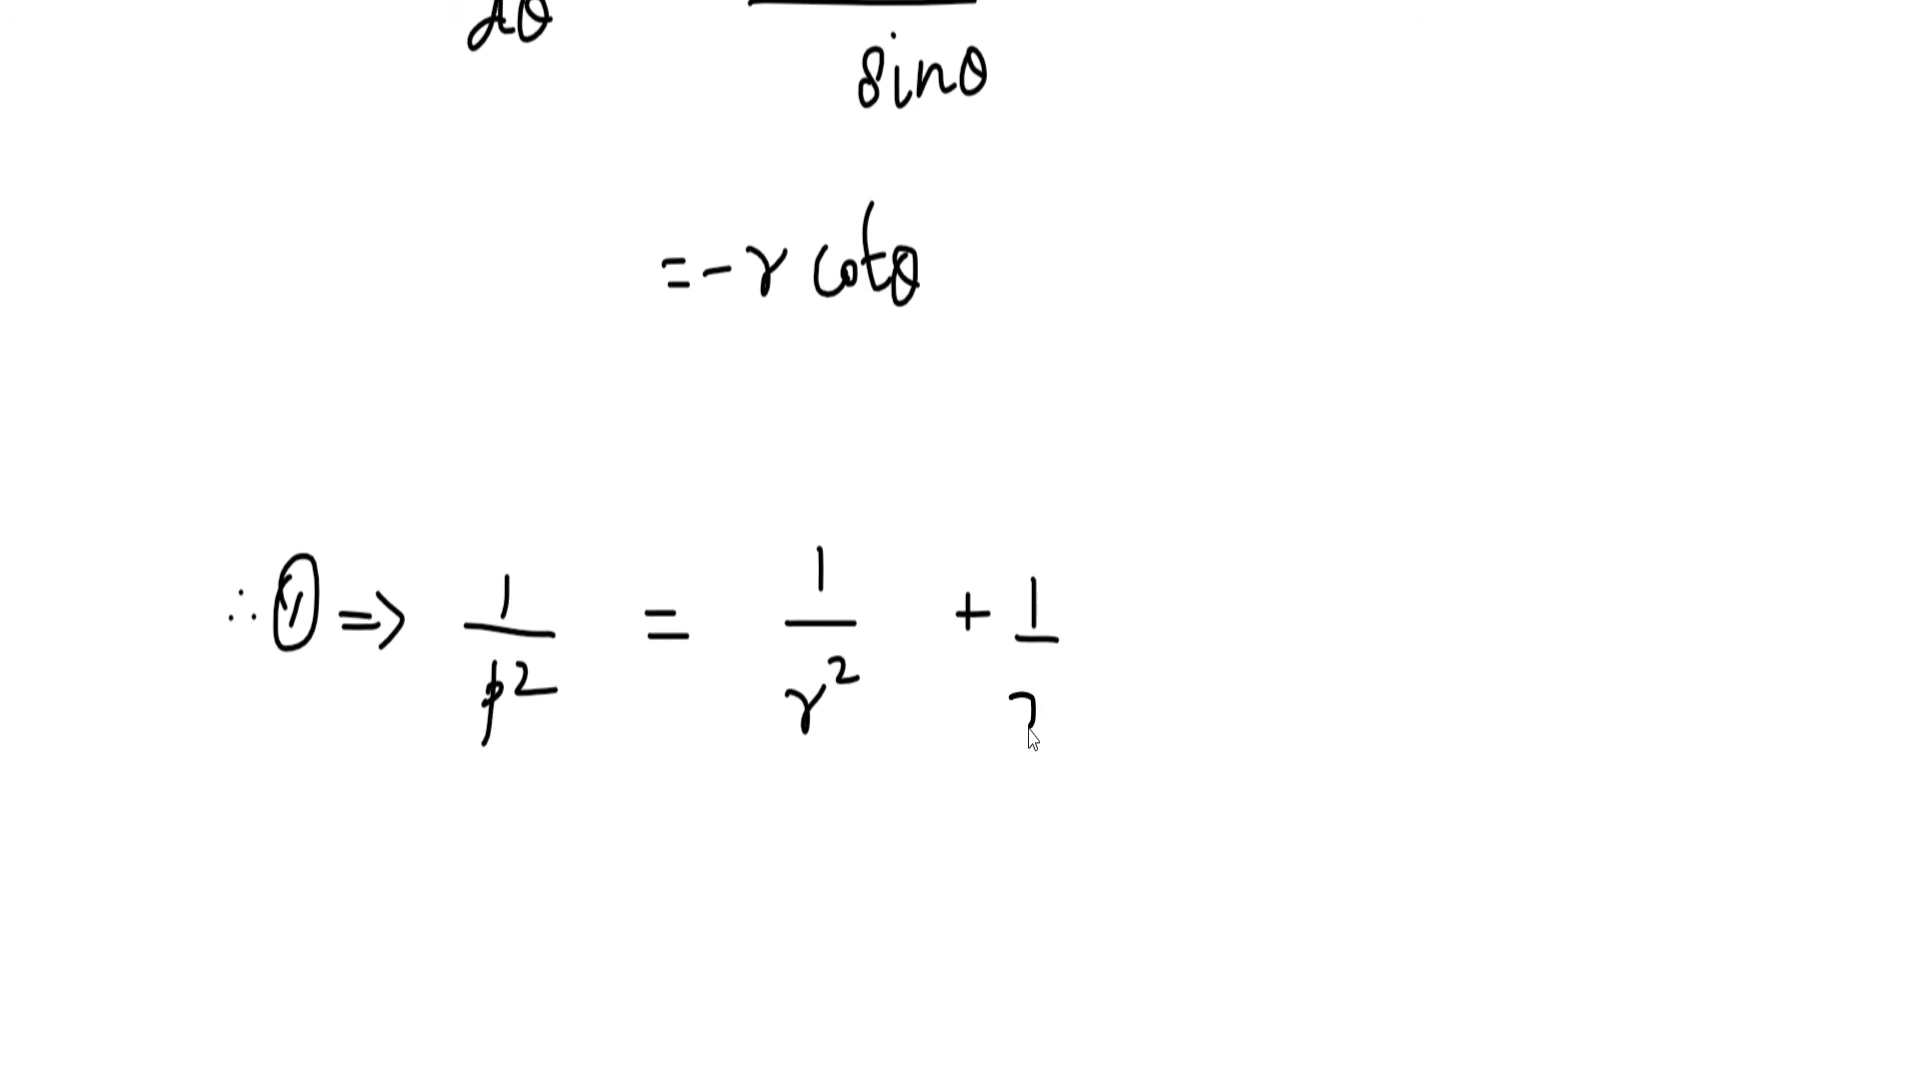 dθ
sinθ
= - r cotθ
∴ ① ⇒ 1/p² = 1/r² + 1/